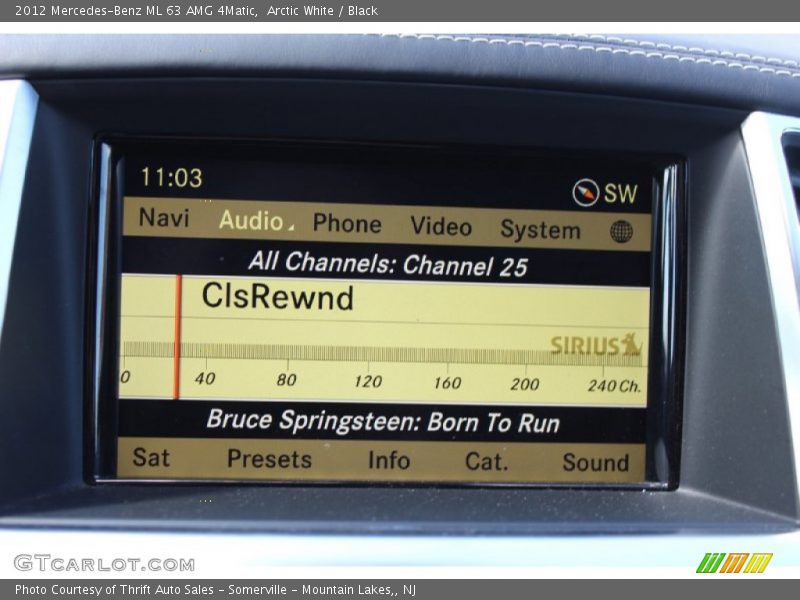 2012 Mercedes-Benz ML 63 AMG 4Matic,  Arctic White / Black
11:03
SW
Navi Audio Phone Video System
All Channels: Channel 25
ClsRewnd
SIRIUS
0 40 80 120 160 200 240 Ch.
Bruce Springsteen: Born To Run
Sat Presets Info Cat. Sound
GTCARLOT.COM
Photo Courtesy of Thrift Auto Sales - Somerville - Mountain Lakes,, NJ